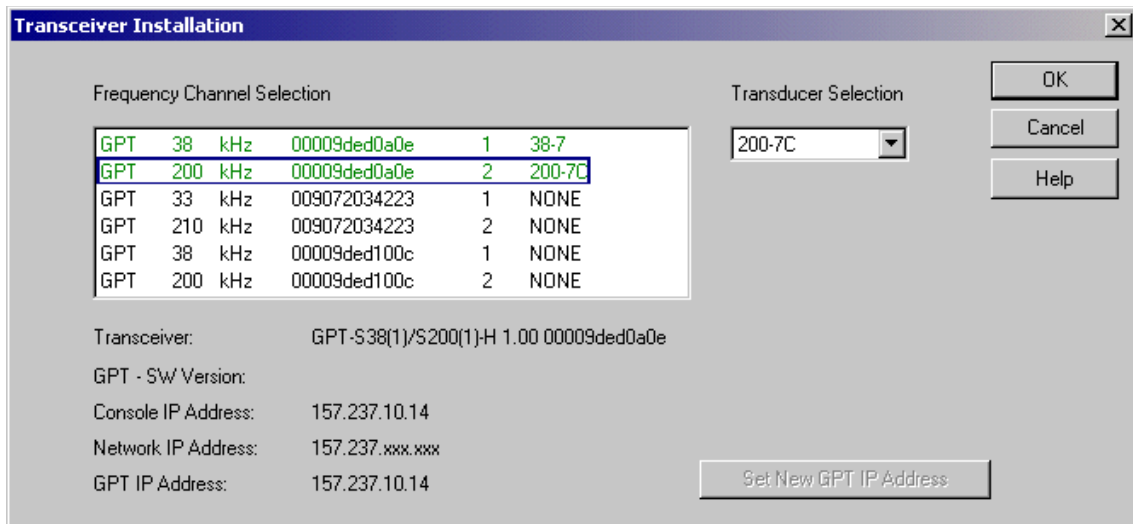 Transceiver Installation
Frequency Channel Selection
Transducer Selection
OK
Cancel
Help
200-7C
GPT 38 kHz 00009ded0a0e 1 38-7
GPT 200 kHz 00009ded0a0e 2 200-7C
GPT 33 kHz 009072034223 1 NONE
GPT 210 kHz 009072034223 2 NONE
GPT 38 kHz 00009ded100c 1 NONE
GPT 200 kHz 00009ded100c 2 NONE
Transceiver: GPT-S38(1)/S200(1)-H 1.00 00009ded0a0e
GPT - SW Version:
Console IP Address: 157.237.10.14
Network IP Address: 157.237.xxx.xxx
GPT IP Address: 157.237.10.14
Set New GPT IP Address